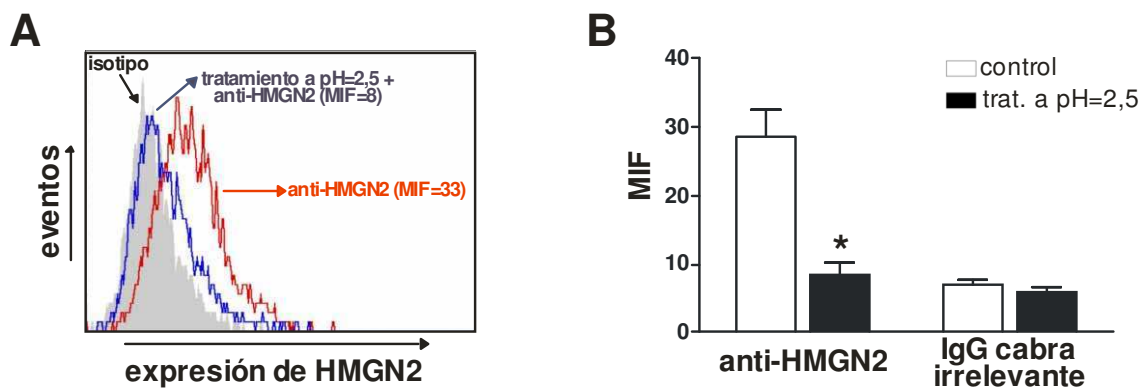 A
isotipo
tratamiento a pH=2,5 +
anti-HMGN2 (MIF=8)
anti-HMGN2 (MIF=33)
eventos
expresión de HMGN2
B
control
trat. a pH=2,5
MIF
40
30
20
10
0
*
anti-HMGN2
IgG cabra
irrelevante